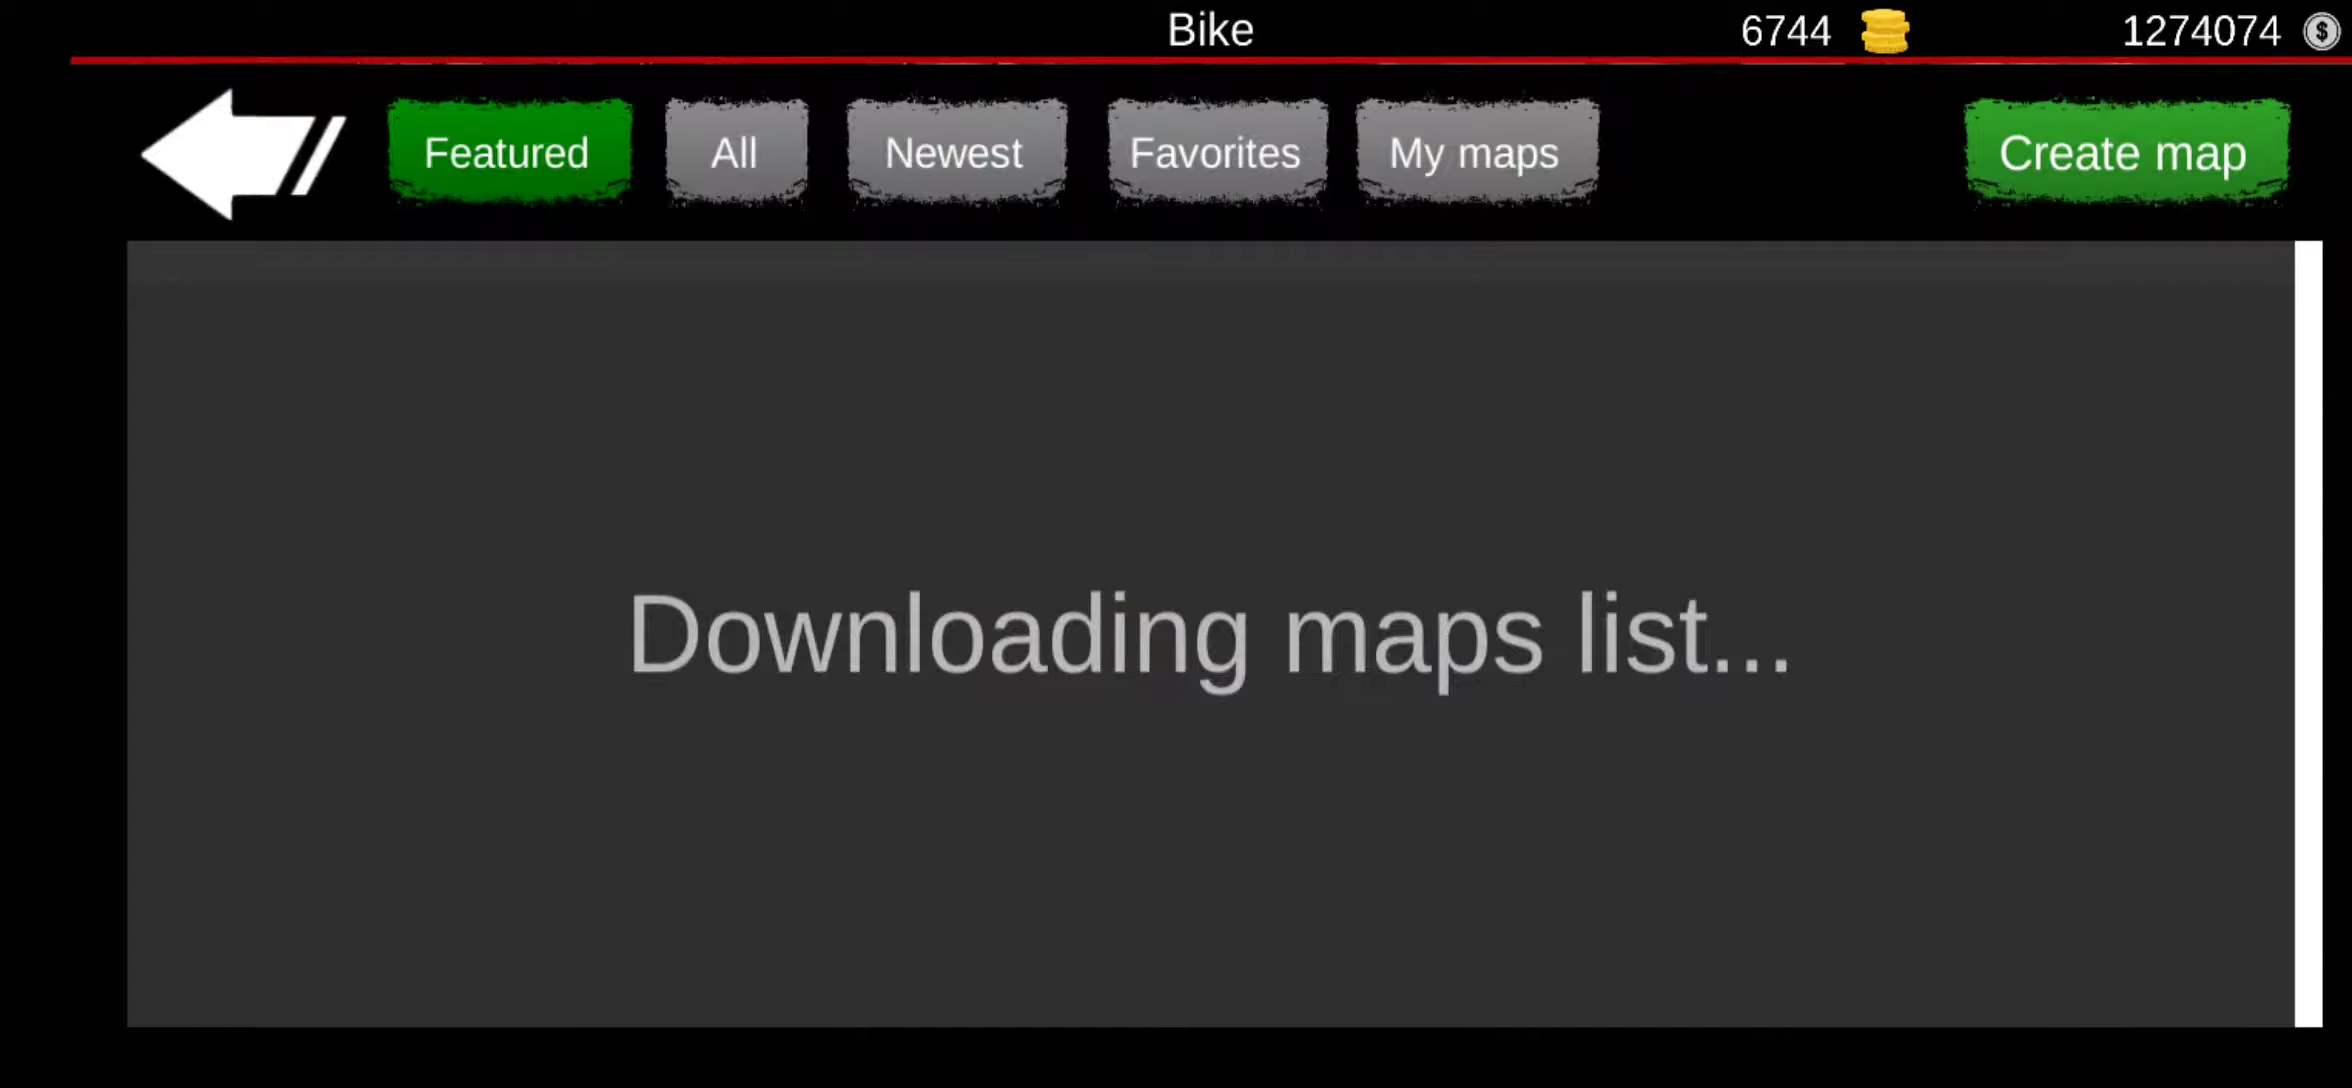 Bike 6744 1274074 $
Featured All Newest Favorites My maps Create map
Downloading maps list...